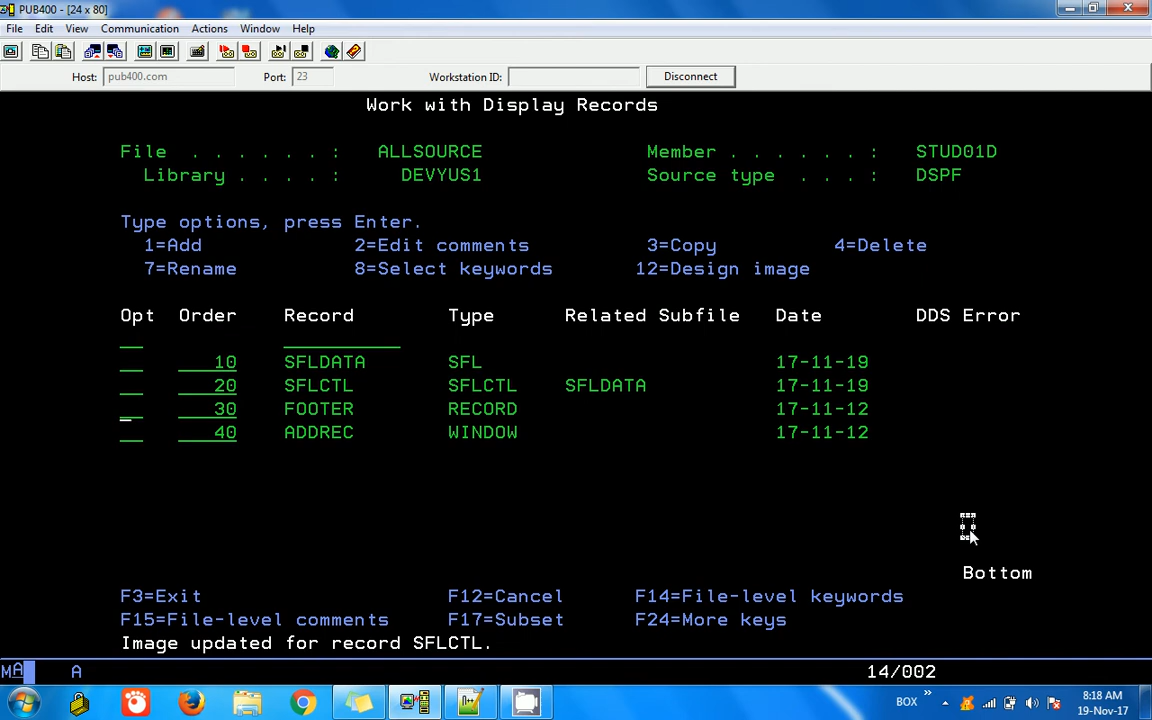 PUB400 - [24 x 80]
File Edit View Communication Actions Window Help
Host: pub400.com Port: 23 Workstation ID: Disconnect
Work with Display Records
File . . . . . . : ALLSOURCE Member . . . . . . : STUD01D
Library . . . . : DEVYUS1 Source type . . . : DSPF
Type options, press Enter.
1=Add 2=Edit comments 3=Copy 4=Delete
7=Rename 8=Select keywords 12=Design image
Opt Order Record Type Related Subfile Date DDS Error
10 SFLDATA SFL 17-11-19
20 SFLCTL SFLCTL SFLDATA 17-11-19
30 FOOTER RECORD 17-11-12
40 ADDREC WINDOW 17-11-12
Bottom
F3=Exit F12=Cancel F14=File-level keywords
F15=File-level comments F17=Subset F24=More keys
Image updated for record SFLCTL.
MA A 14/002
BOX » 8:18 AM
19-Nov-17